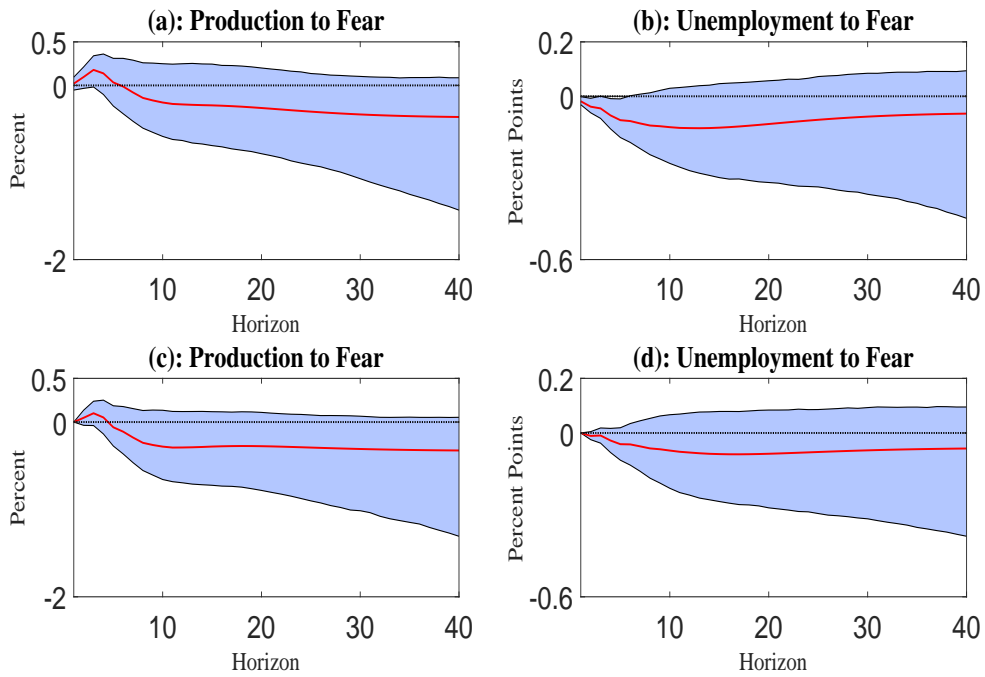 (a): Production to Fear
0.5
0
-2
Percent
10 20 30 40
Horizon
(b): Unemployment to Fear
0.2
0
-0.6
Percent Points
10 20 30 40
Horizon
(c): Production to Fear
0.5
0
-2
Percent
10 20 30 40
Horizon
(d): Unemployment to Fear
0.2
0
-0.6
Percent Points
10 20 30 40
Horizon